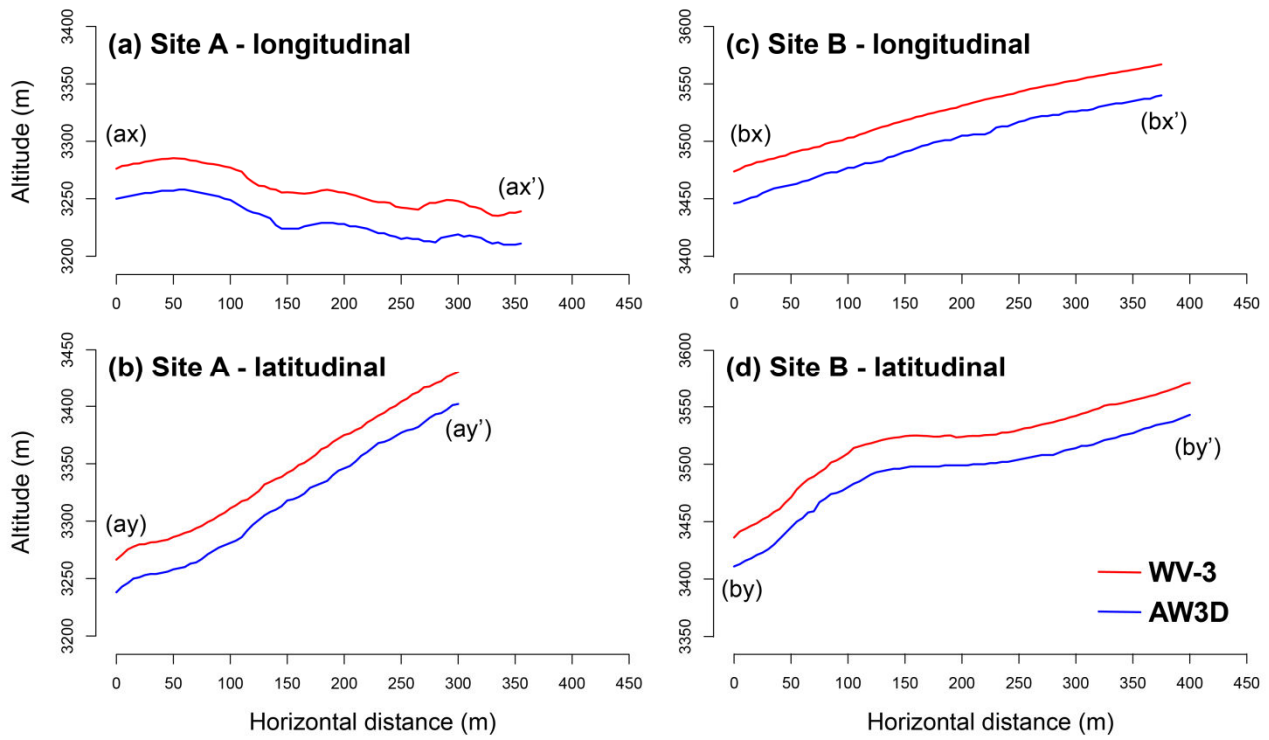 (a) Site A - longitudinal
Altitude (m)
3400
3350
3300
3250
3200
(ax)
(ax’)
0 50 100 150 200 250 300 350 400 450
(c) Site B - longitudinal
3600
3550
3500
3450
3400
(bx)
(bx’)
0 50 100 150 200 250 300 350 400 450
(b) Site A - latitudinal
Altitude (m)
3450
3400
3350
3300
3250
3200
(ay)
(ay’)
0 50 100 150 200 250 300 350 400 450
Horizontal distance (m)
(d) Site B - latitudinal
3600
3550
3500
3450
3400
3350
(by)
(by’)
WV-3
AW3D
0 50 100 150 200 250 300 350 400 450
Horizontal distance (m)